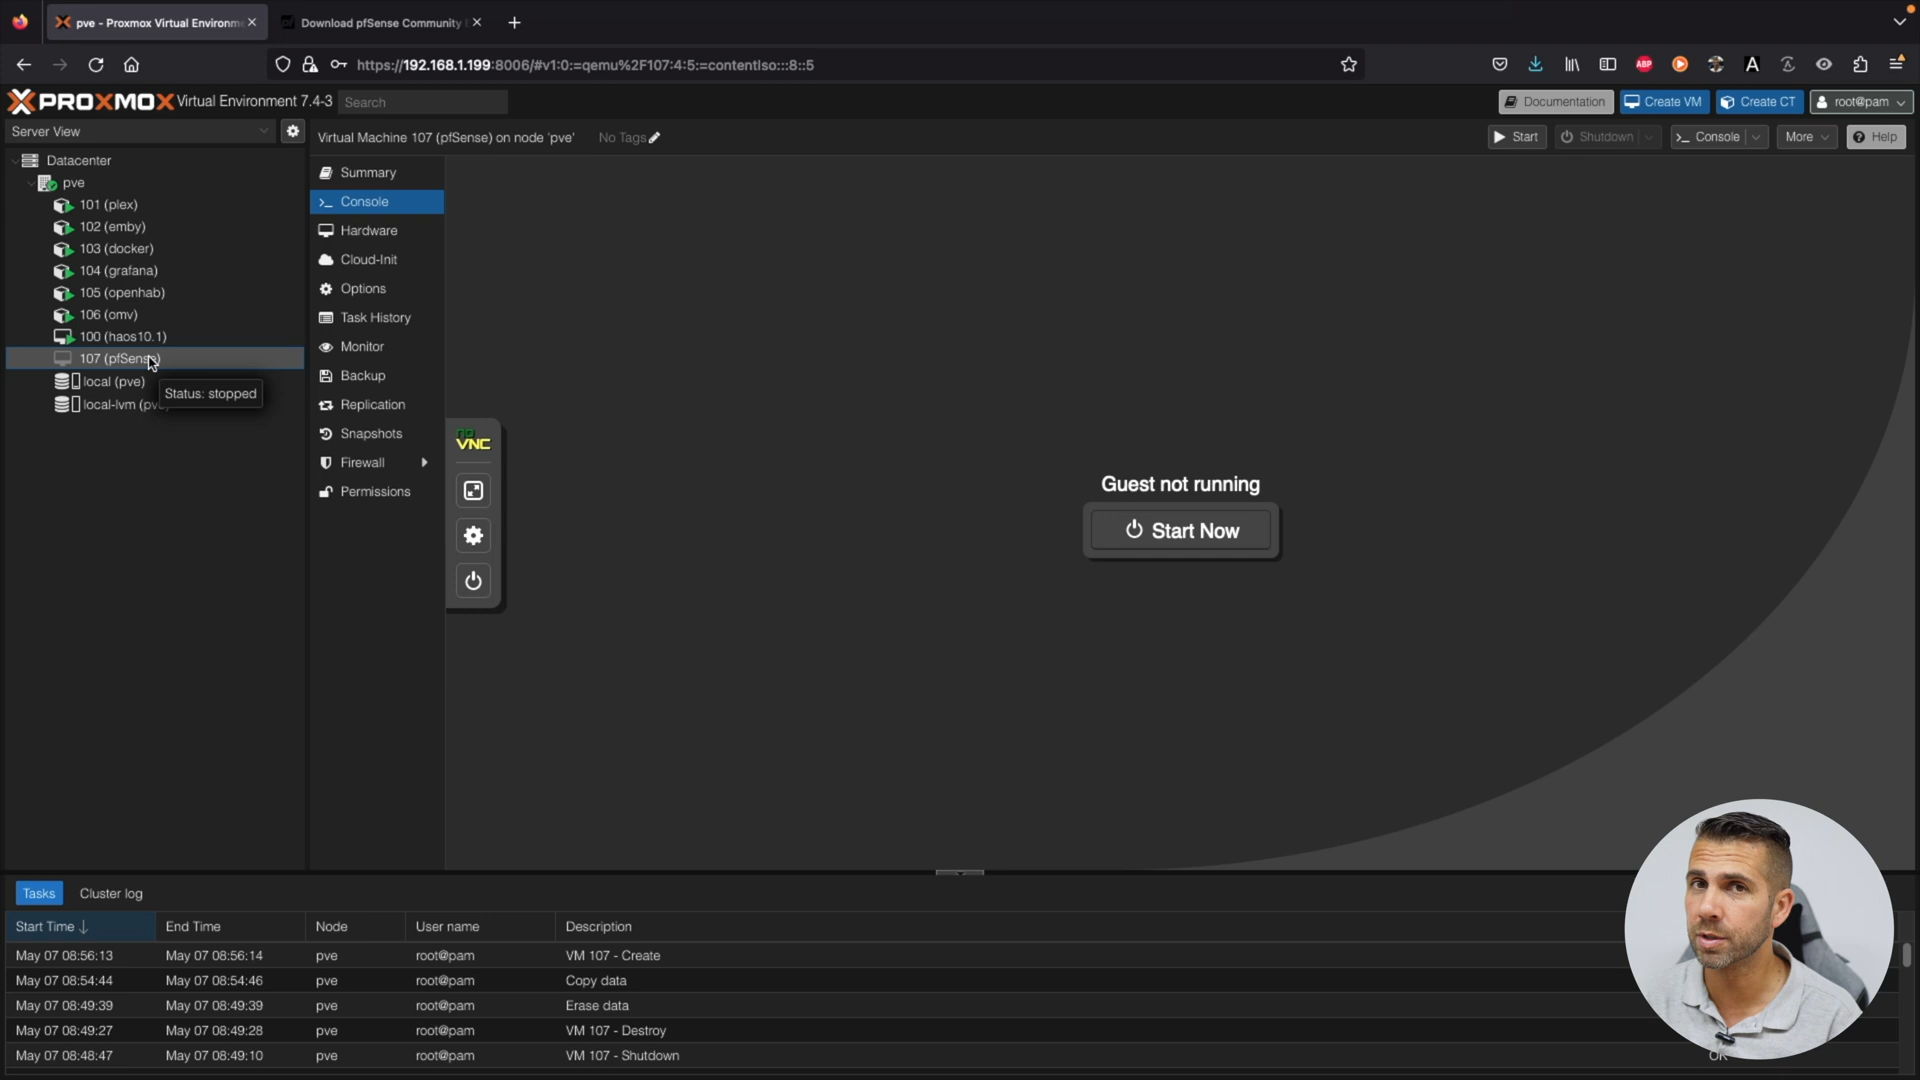 pve - Proxmox Virtual Environm
Download pfSense Community
https://192.168.1.199:8006/#v1:0:=qemu%2F107:4:5:=contentIso:::8::5
ABP
A
PROXMOX Virtual Environment 7.4-3
Search
Documentation
Create VM
Create CT
root@pam
Server View
Virtual Machine 107 (pfSense) on node 'pve'
No Tags
Start
Shutdown
Console
More
Help
Datacenter
pve
101 (plex)
102 (emby)
103 (docker)
104 (grafana)
105 (openhab)
106 (omv)
100 (haos10.1)
107 (pfSense)
local (pve)
local-lvm (pve)
Status: stopped
Summary
Console
Hardware
Cloud-Init
Options
Task History
Monitor
Backup
Replication
Snapshots
Firewall
Permissions
no
VNC
Guest not running
Start Now
Tasks
Cluster log
Start Time
End Time
Node
User name
Description
May 07 08:56:13 May 07 08:56:14 pve root@pam VM 107 - Create
May 07 08:54:44 May 07 08:54:46 pve root@pam Copy data
May 07 08:49:39 May 07 08:49:39 pve root@pam Erase data
May 07 08:49:27 May 07 08:49:28 pve root@pam VM 107 - Destroy
May 07 08:48:47 May 07 08:49:10 pve root@pam VM 107 - Shutdown
OK